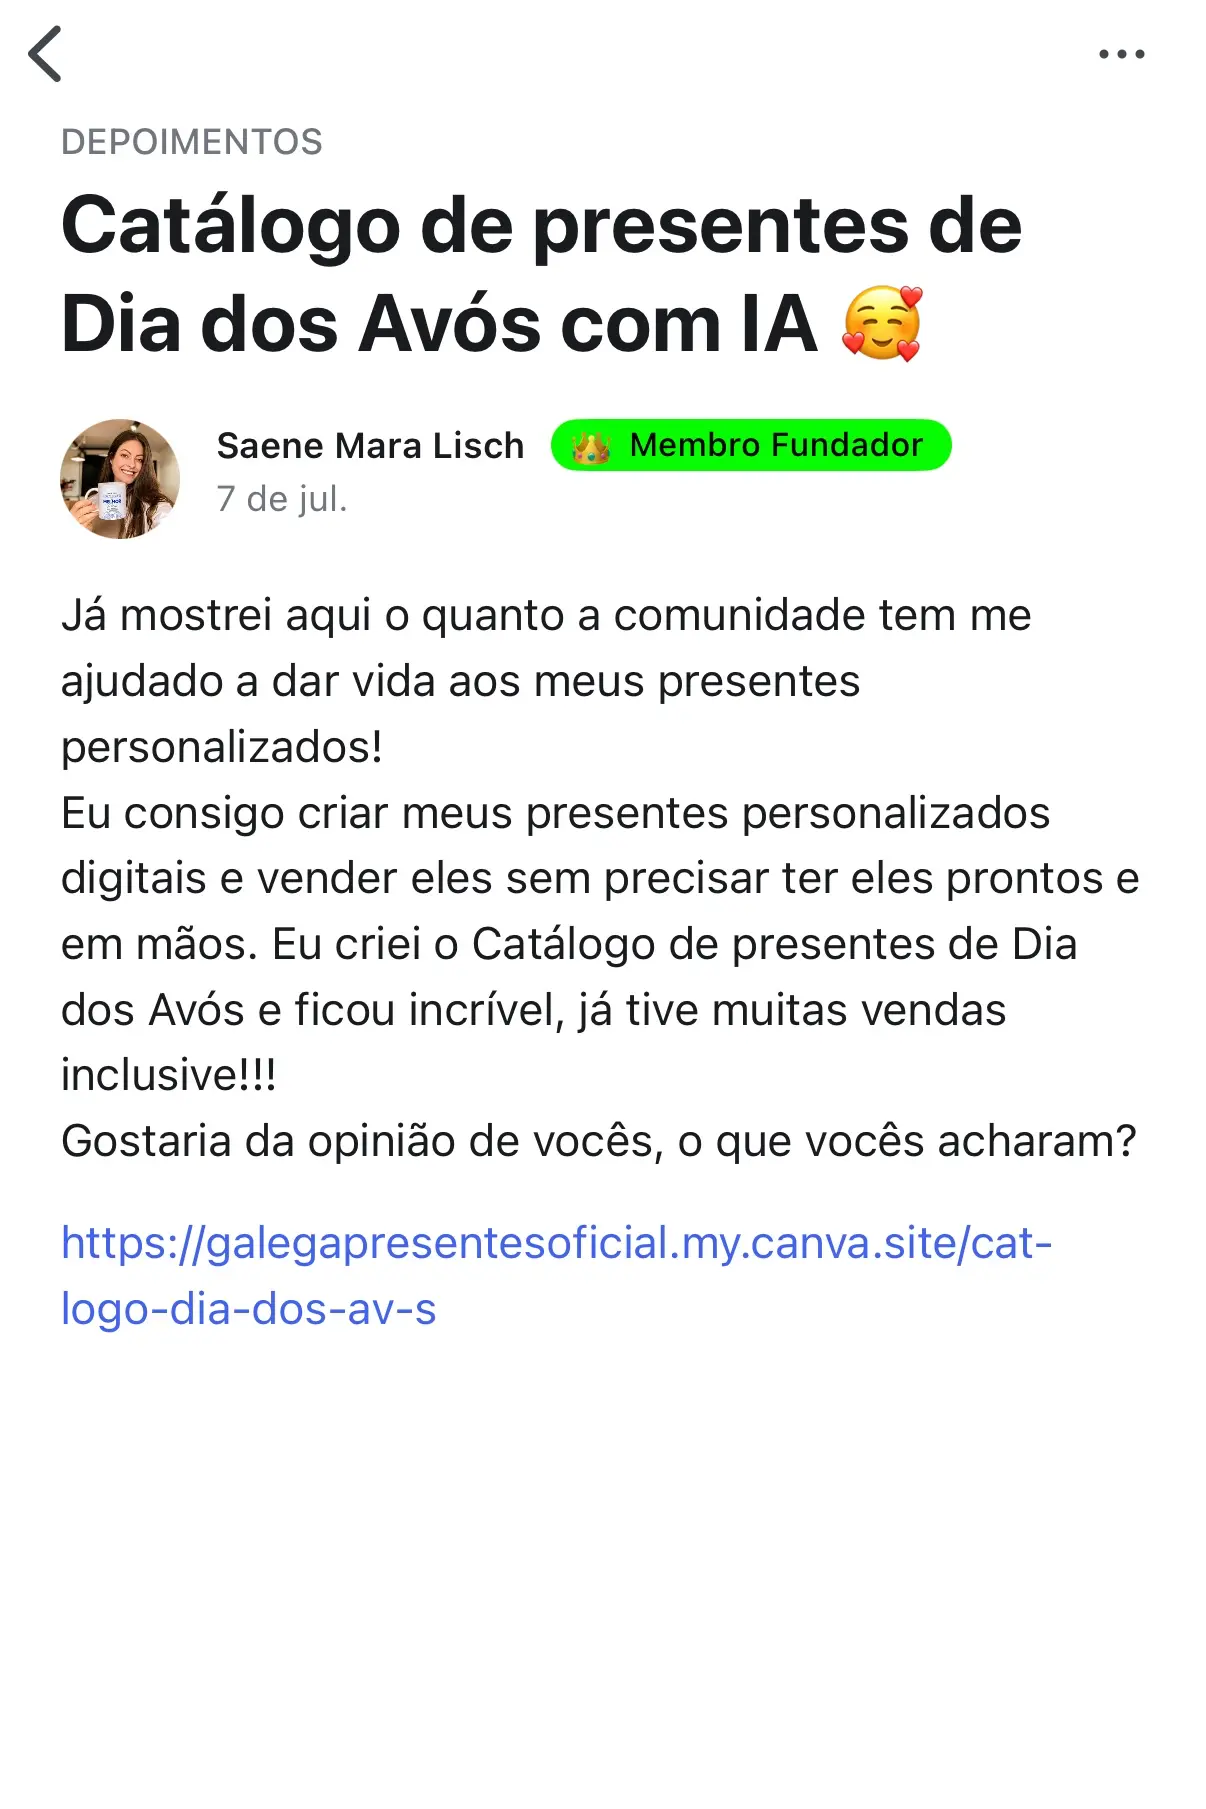 DEPOIMENTOS
Catálogo de presentes de
Dia dos Avós com IA 🥰
Saene Mara Lisch
👑 Membro Fundador
7 de jul.
Já mostrei aqui o quanto a comunidade tem me
ajudado a dar vida aos meus presentes
personalizados!
Eu consigo criar meus presentes personalizados
digitais e vender eles sem precisar ter eles prontos e
em mãos. Eu criei o Catálogo de presentes de Dia
dos Avós e ficou incrível, já tive muitas vendas
inclusive!!!
Gostaria da opinião de vocês, o que vocês acharam?
https://galegapresentesoficial.my.canva.site/cat-
logo-dia-dos-av-s